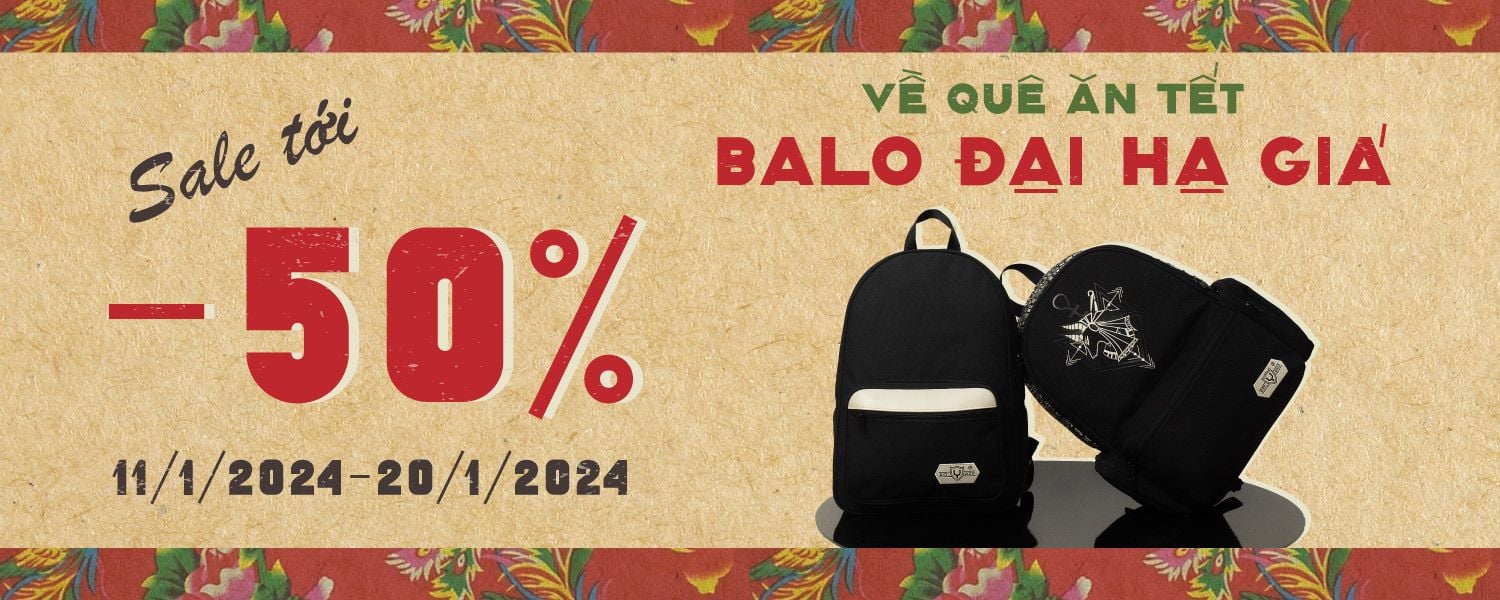 Sale tới
-50%
11/1/2024-20/1/2024
VỀ QUÊ ĂN TẾT
BALO ĐẠI HẠ GIÁ